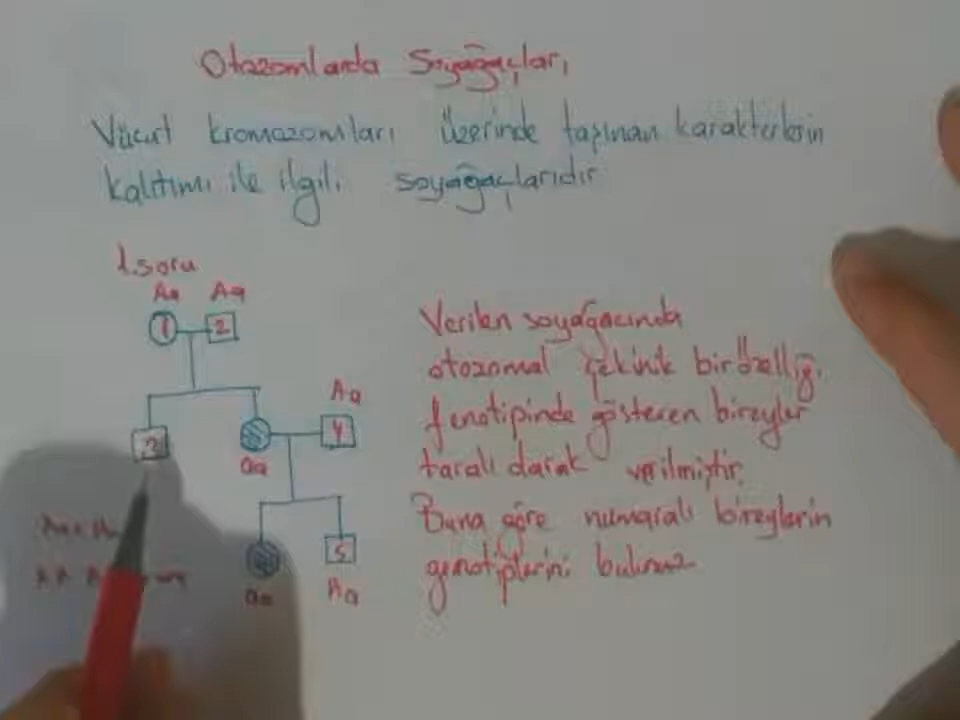 Otozomlarda Soyağaçları
Vücut kromozomları üzerinde taşınan karakterlerin
kalıtımı ile ilgili soyağaçlarıdır
1.soru
Aa Aa
1 2
Verilen soyağacında
otozomal çekinik bir özelliği
fenotipinde gösteren bireyler
taralı olarak verilmiştir.
Buna göre numaralı bireylerin
genotiplerini bulunuz
Aa
3 4
aa
5
aa Aa